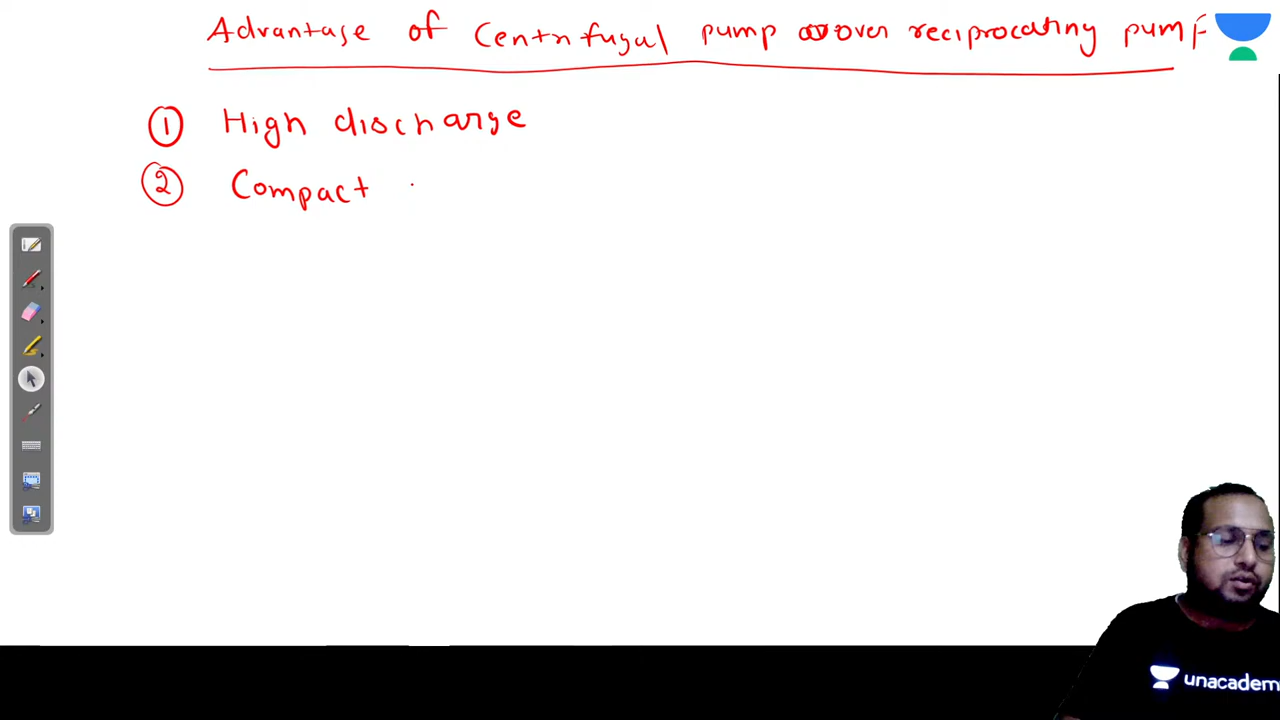 Advantage of Centrifugal pump over reciprocating pump
① High discharge
② Compact
unacadem